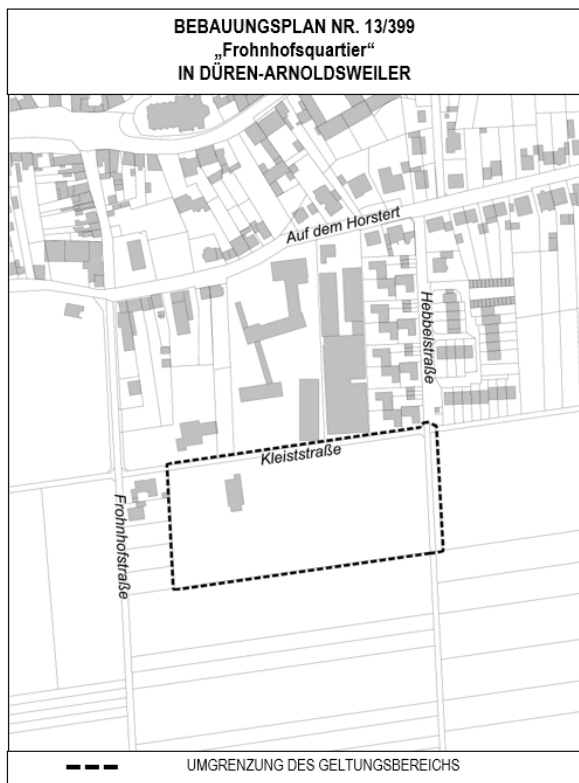 BEBAUUNGSPLAN NR. 13/399
„Frohnhofsquartier“
IN DÜREN-ARNOLDSWEILER
Auf dem Horstert
Hebbelstraße
Kleiststraße
Frohnhofstraße
UMGRENZUNG DES GELTUNGSBEREICHS